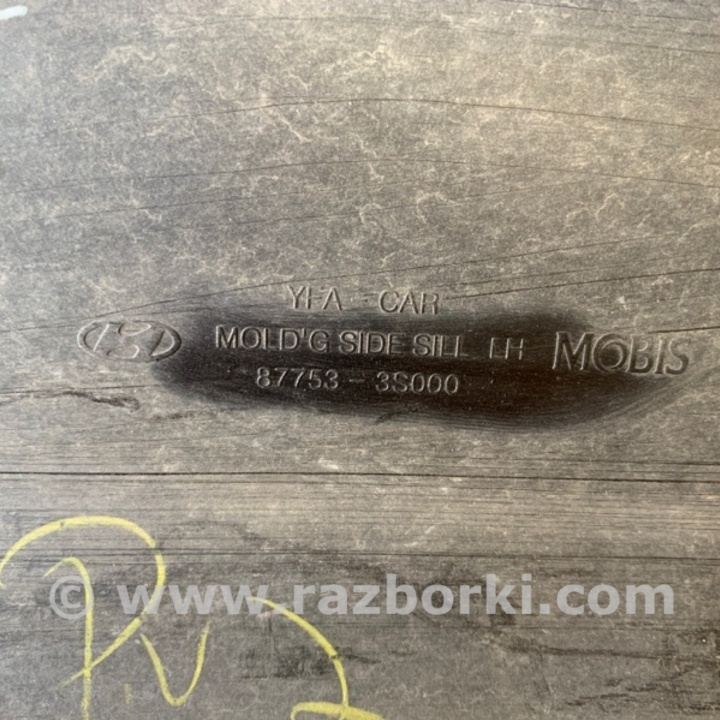 YFA - CAR
MOLD'G SIDE SILL LH MOBIS
87753-3S000
© www.razborki.com